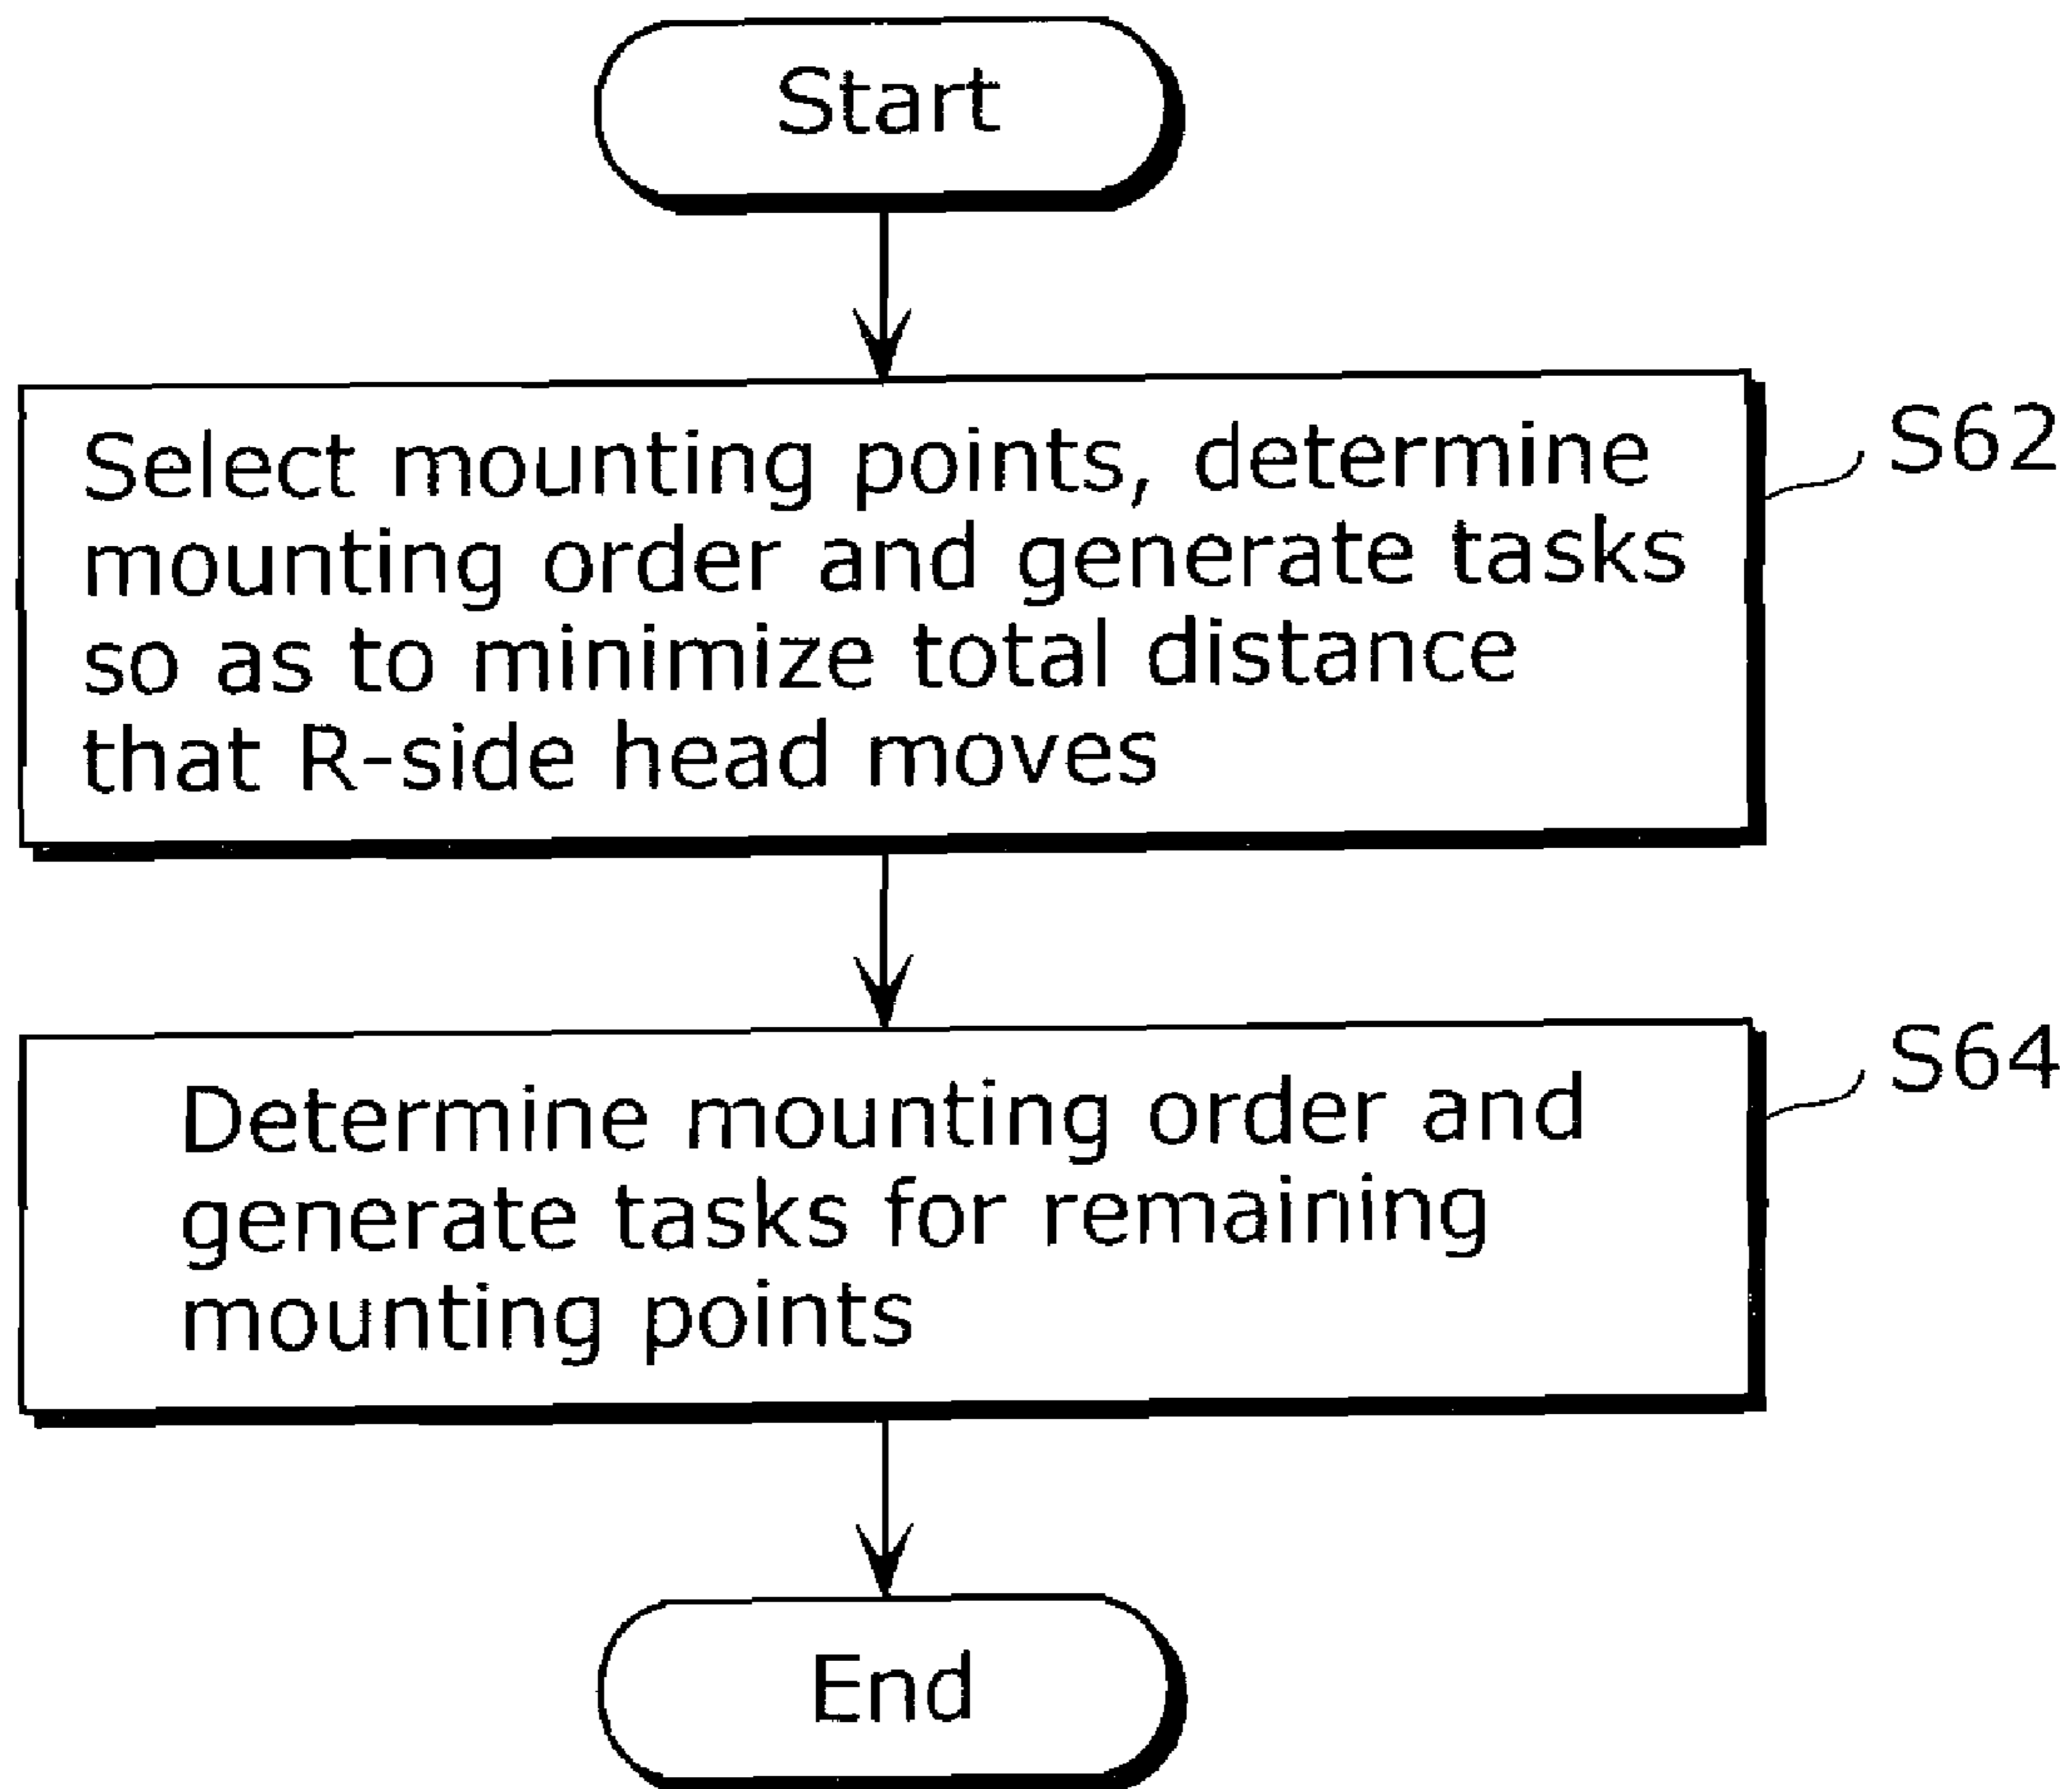 Start
Select mounting points, determine
mounting order and generate tasks
so as to minimize total distance
that R-side head moves
S62
Determine mounting order and
generate tasks for remaining
mounting points
S64
End